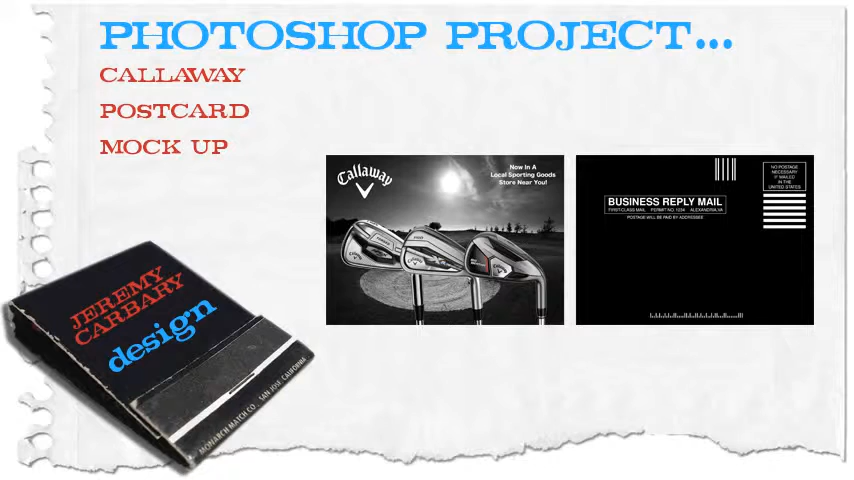 PHOTOSHOP PROJECT...
CALLAWAY
POSTCARD
MOCK UP
Callaway
Now In A
Local Sporting Goods
Store Near You!
BUSINESS REPLY MAIL
FIRST-CLASS MAIL PERMIT NO. 1234 ALEXANDRIA, VA
POSTAGE WILL BE PAID BY ADDRESSEE
NO POSTAGE
NECESSARY
IF MAILED
IN THE
UNITED STATES
JEREMY
CARBARY
design
MONARCH MATCH CO., SAN JOSE, CALIFORNIA